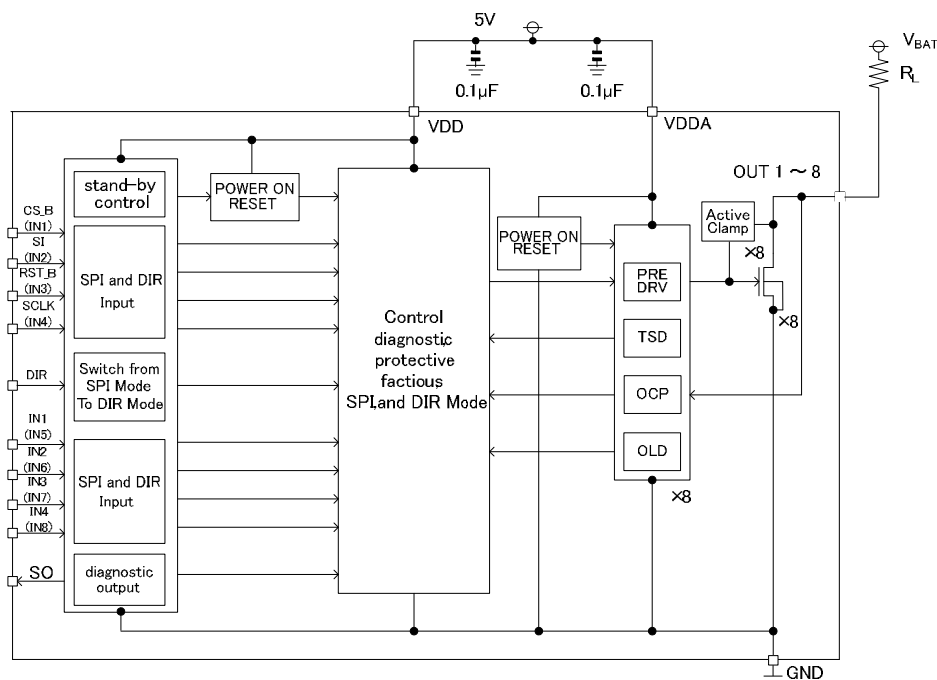 5V
V_BAT
R_L
0.1µF
0.1µF
VDD
VDDA
OUT 1 ～ 8
stand-by
control
POWER ON
RESET
CS_B
(IN1)
SI
(IN2)
RST_B
(IN3)
SCLK
(IN4)
SPI and DIR
Input
DIR
Switch from
SPI Mode
To DIR Mode
IN1
(IN5)
IN2
(IN6)
IN3
(IN7)
IN4
(IN8)
SPI and DIR
Input
SO
diagnostic
output
Control
diagnostic,
protective
factious
SPI,and DIR Mode
POWER ON
RESET
PRE
DRV
TSD
OCP
OLD
×8
Active
Clamp
×8
×8
GND